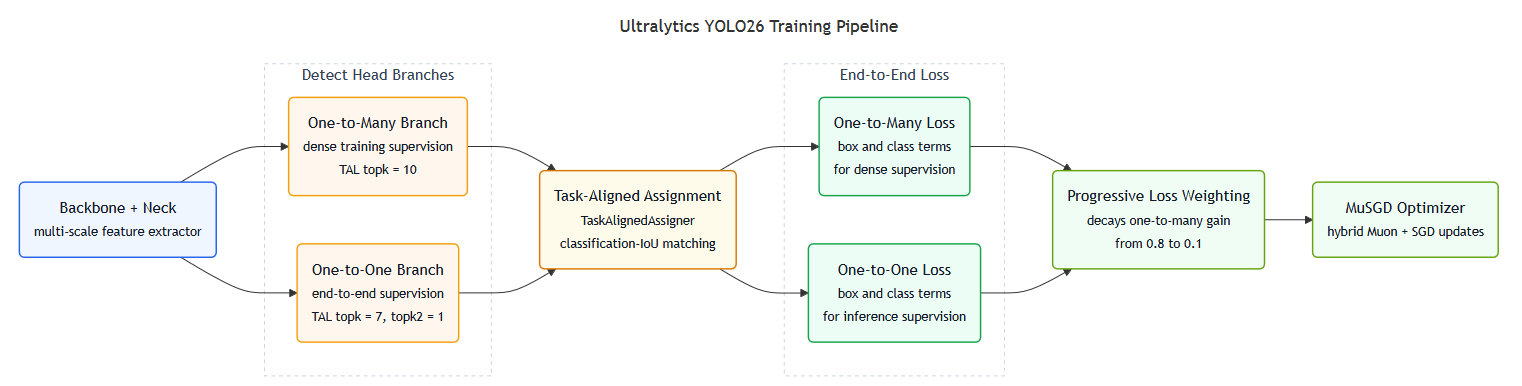 Ultralytics YOLO26 Training Pipeline
Detect Head Branches
End-to-End Loss
One-to-Many Branch
dense training supervision
TAL topk = 10
One-to-Many Loss
box and class terms
for dense supervision
Backbone + Neck
multi-scale feature extractor
Task-Aligned Assignment
TaskAlignedAssigner
classification-IoU matching
Progressive Loss Weighting
decays one-to-many gain
from 0.8 to 0.1
MuSGD Optimizer
hybrid Muon + SGD updates
One-to-One Branch
end-to-end supervision
TAL topk = 7, topk2 = 1
One-to-One Loss
box and class terms
for inference supervision